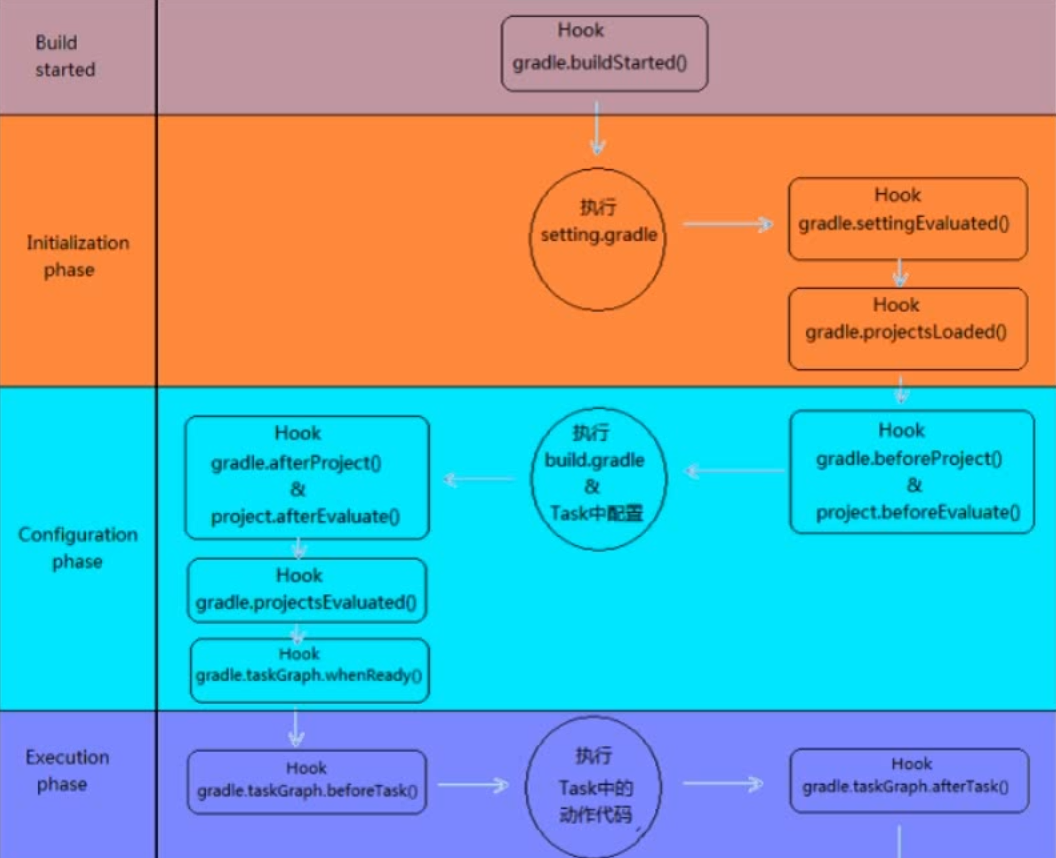 Build
started
Hook
gradle.buildStarted()
Initialization
phase
执行
setting.gradle
Hook
gradle.settingEvaluated()
Hook
gradle.projectsLoaded()
Configuration
phase
Hook
gradle.beforeProject()
&
project.beforeEvaluate()
执行
build.gradle
&
Task中配置
Hook
gradle.afterProject()
&
project.afterEvaluate()
Hook
gradle.projectsEvaluated()
Hook
gradle.taskGraph.whenReady()
Execution
phase
Hook
gradle.taskGraph.beforeTask()
执行
Task中的
动作代码
Hook
gradle.taskGraph.afterTask()